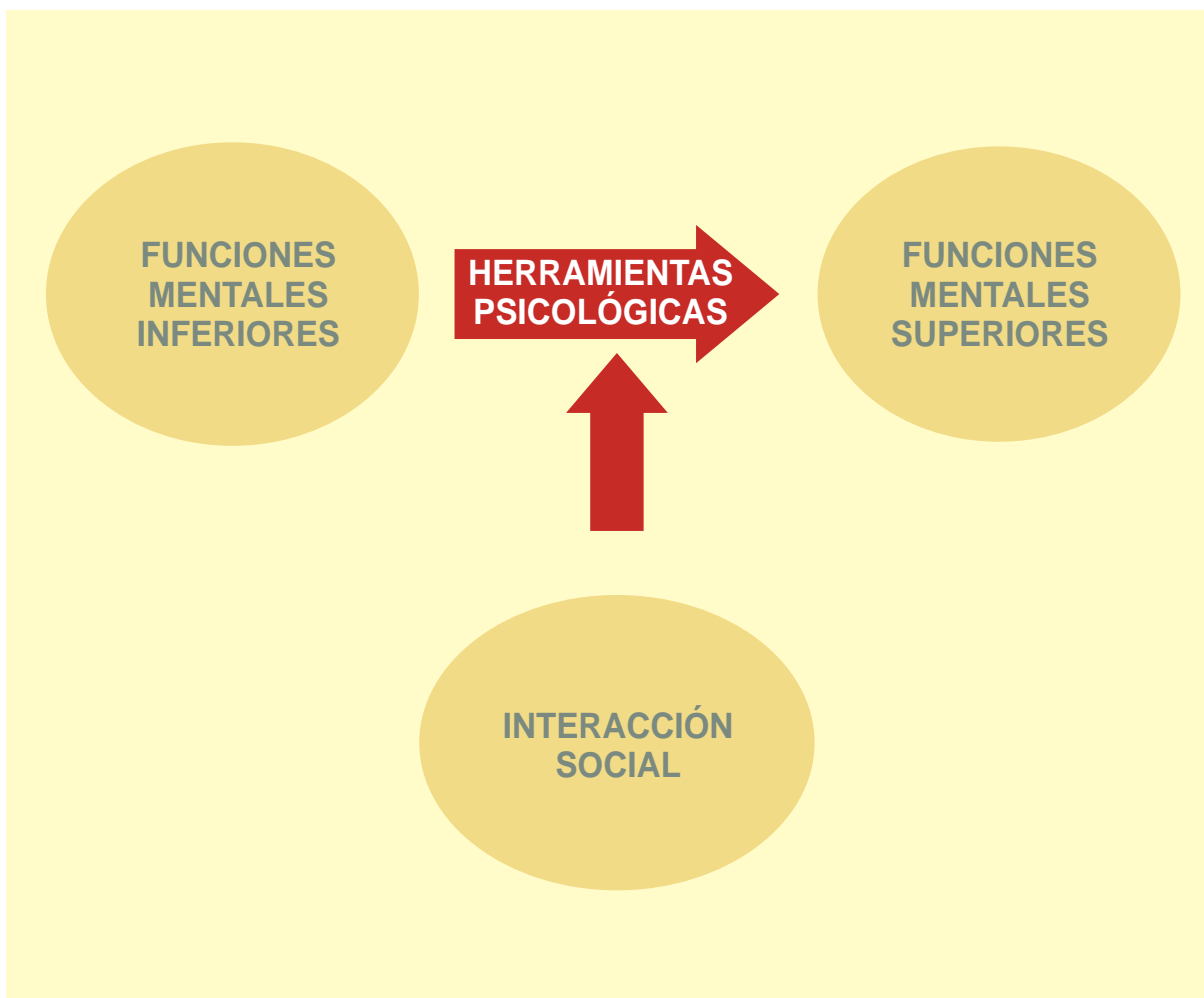 FUNCIONES
MENTALES
INFERIORES
HERRAMIENTAS
PSICOLÓGICAS
FUNCIONES
MENTALES
SUPERIORES
INTERACCIÓN
SOCIAL